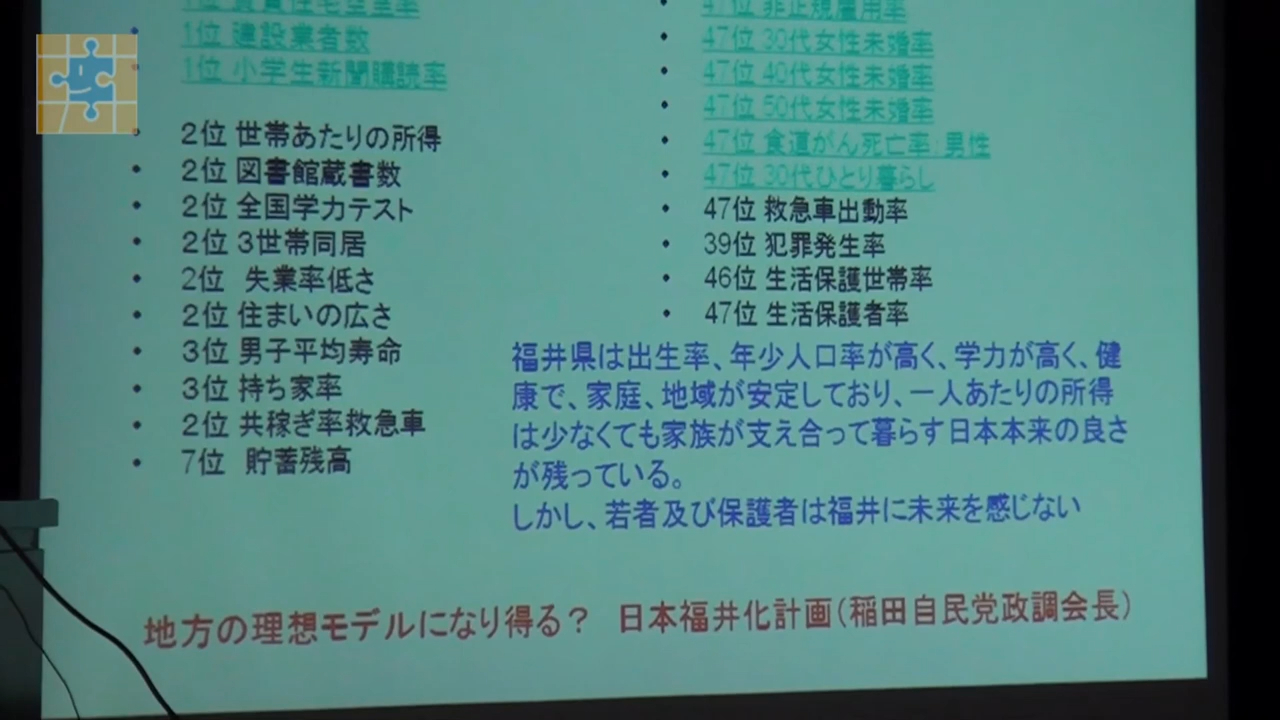 1位 賃貸住宅空室率
1位 建設業者数
1位 小学生新聞購読率
2位 世帯あたりの所得
2位 図書館蔵書数
2位 全国学力テスト
2位 3世帯同居
2位 失業率低さ
2位 住まいの広さ
3位 男子平均寿命
3位 持ち家率
2位 共稼ぎ率救急車
7位 貯蓄残高
47位 非正規雇用率
47位 30代女性未婚率
47位 40代女性未婚率
47位 50代女性未婚率
47位 食道がん死亡率:男性
47位 30代ひとり暮らし
47位 救急車出動率
39位 犯罪発生率
46位 生活保護世帯率
47位 生活保護者率
福井県は出生率、年少人口率が高く、学力が高く、健
康で、家庭、地域が安定しており、一人あたりの所得
は少なくても家族が支え合って暮らす日本本来の良さ
が残っている。
しかし、若者及び保護者は福井に未来を感じない
地方の理想モデルになり得る? 日本福井化計画(稲田自民党政調会長)